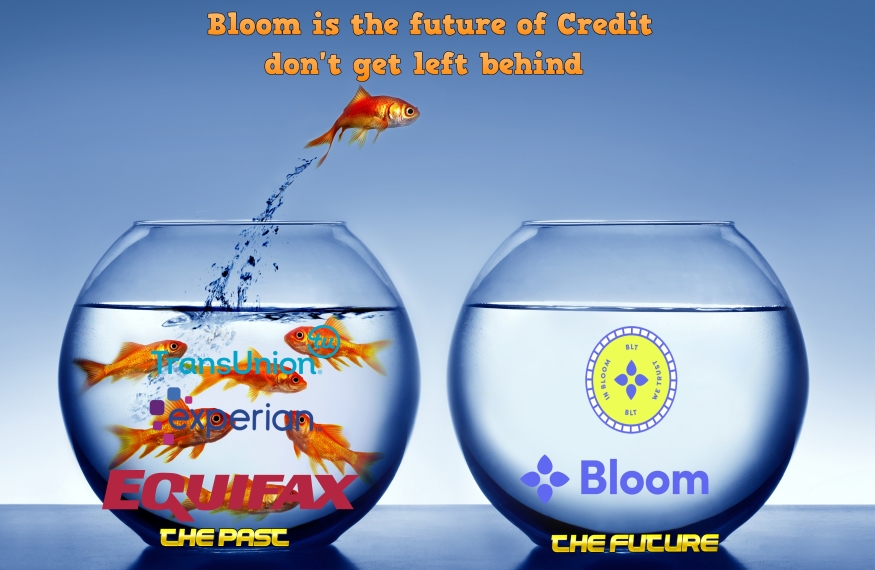 Bloom is the future of Credit
don't get left behind
TransUnion
tu
experian
EQUIFAX
THE PAST
BLT
IN BLOOM
WE TRUST
BLT
Bloom
THE FUTURE